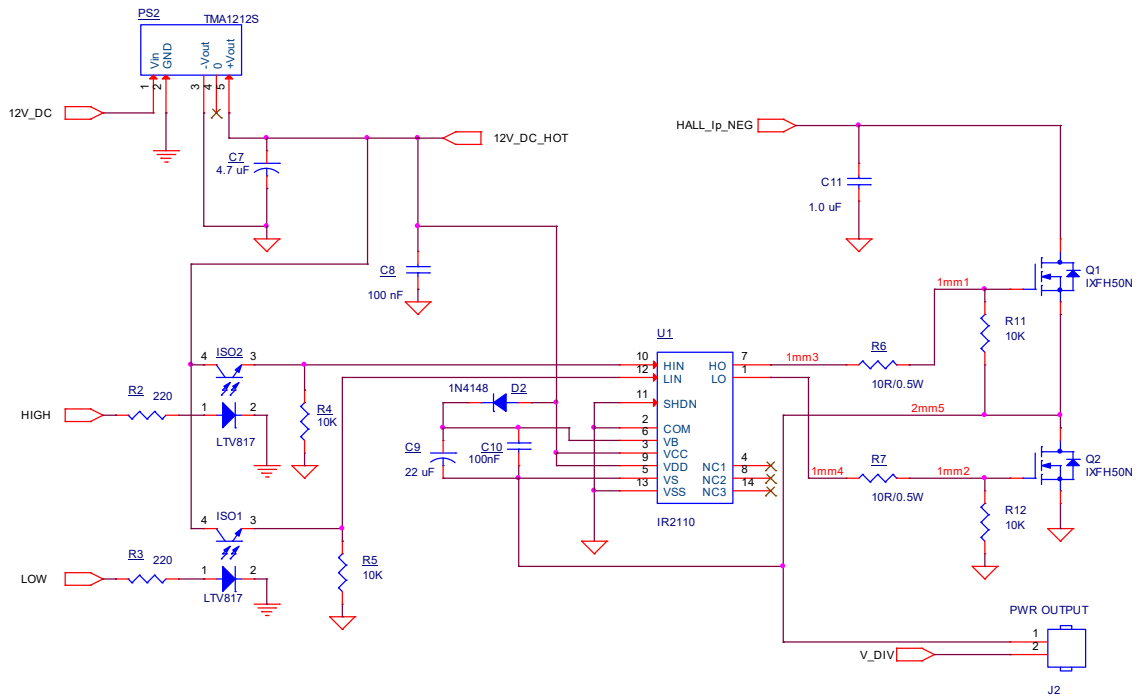 PS2
TMA1212S
Vin
GND
-Vout
0
+Vout
1
2
3
4
5
12V_DC
12V_DC_HOT
HALL_Ip_NEG
C7
4.7 uF
C11
1.0 uF
C8
100 nF
Q1
IXFH50N
1mm1
R11
10K
U1
ISO2
4
3
10
HIN
HO
7
1mm3
R6
12
LIN
LO
1
10R/0.5W
R2
220
1
2
HIGH
LTV817
R4
10K
1N4148
D2
11
SHDN
2mm5
2
COM
6
VB
C9
22 uF
C10
100nF
3
VCC
9
VDD
NC1
4
5
VS
NC2
8
13
VSS
NC3
14
IR2110
1mm4
R7
1mm2
10R/0.5W
Q2
IXFH50N
R12
10K
ISO1
4
3
R3
220
1
2
LOW
LTV817
R5
10K
PWR OUTPUT
1
2
V_DIV
J2